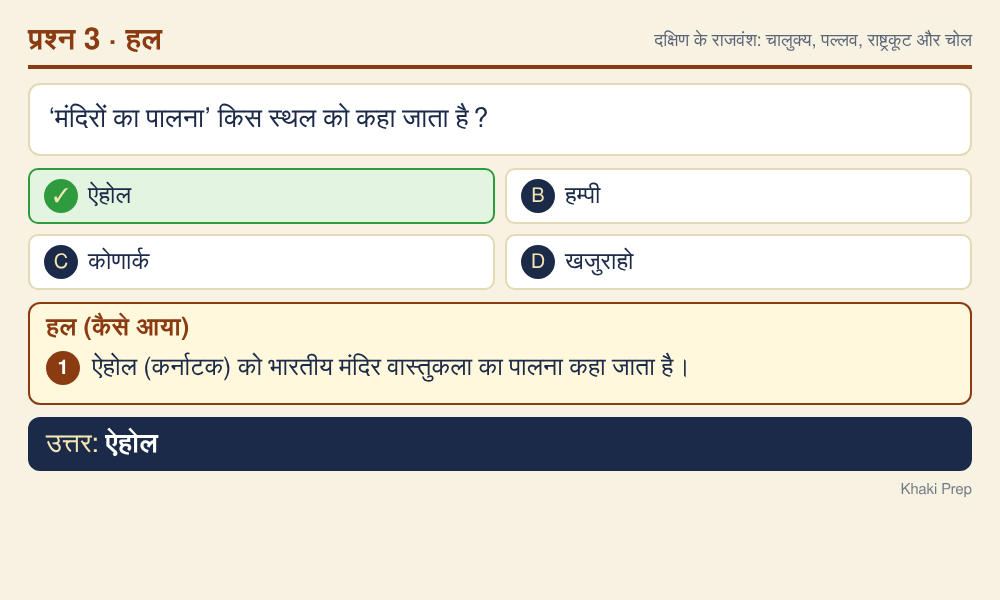 प्रश्न 3 · हल
दक्षिण के राजवंश: चालुक्य, पल्लव, राष्ट्रकूट और चोल
‘मंदिरों का पालना’ किस स्थल को कहा जाता है ?
✓ ऐहोल
B हम्पी
C कोणार्क
D खजुराहो
हल (कैसे आया)
1 ऐहोल (कर्नाटक) को भारतीय मंदिर वास्तुकला का पालना कहा जाता है।
उत्तर: ऐहोल
Khaki Prep